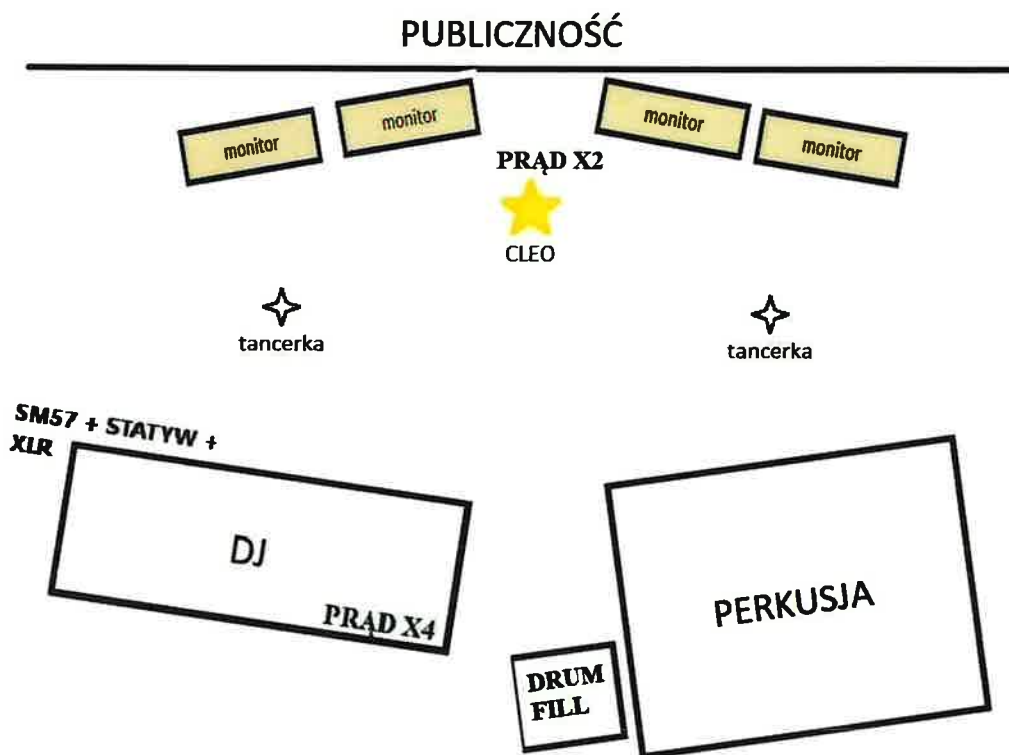 PUBLICZNOŚĆ
monitor
monitor
monitor
monitor
PRĄD X2
CLEO
tancerka
tancerka
SM57 + STATYW +
XLR
DJ
PRĄD X4
PERKUSJA
DRUM
FILL